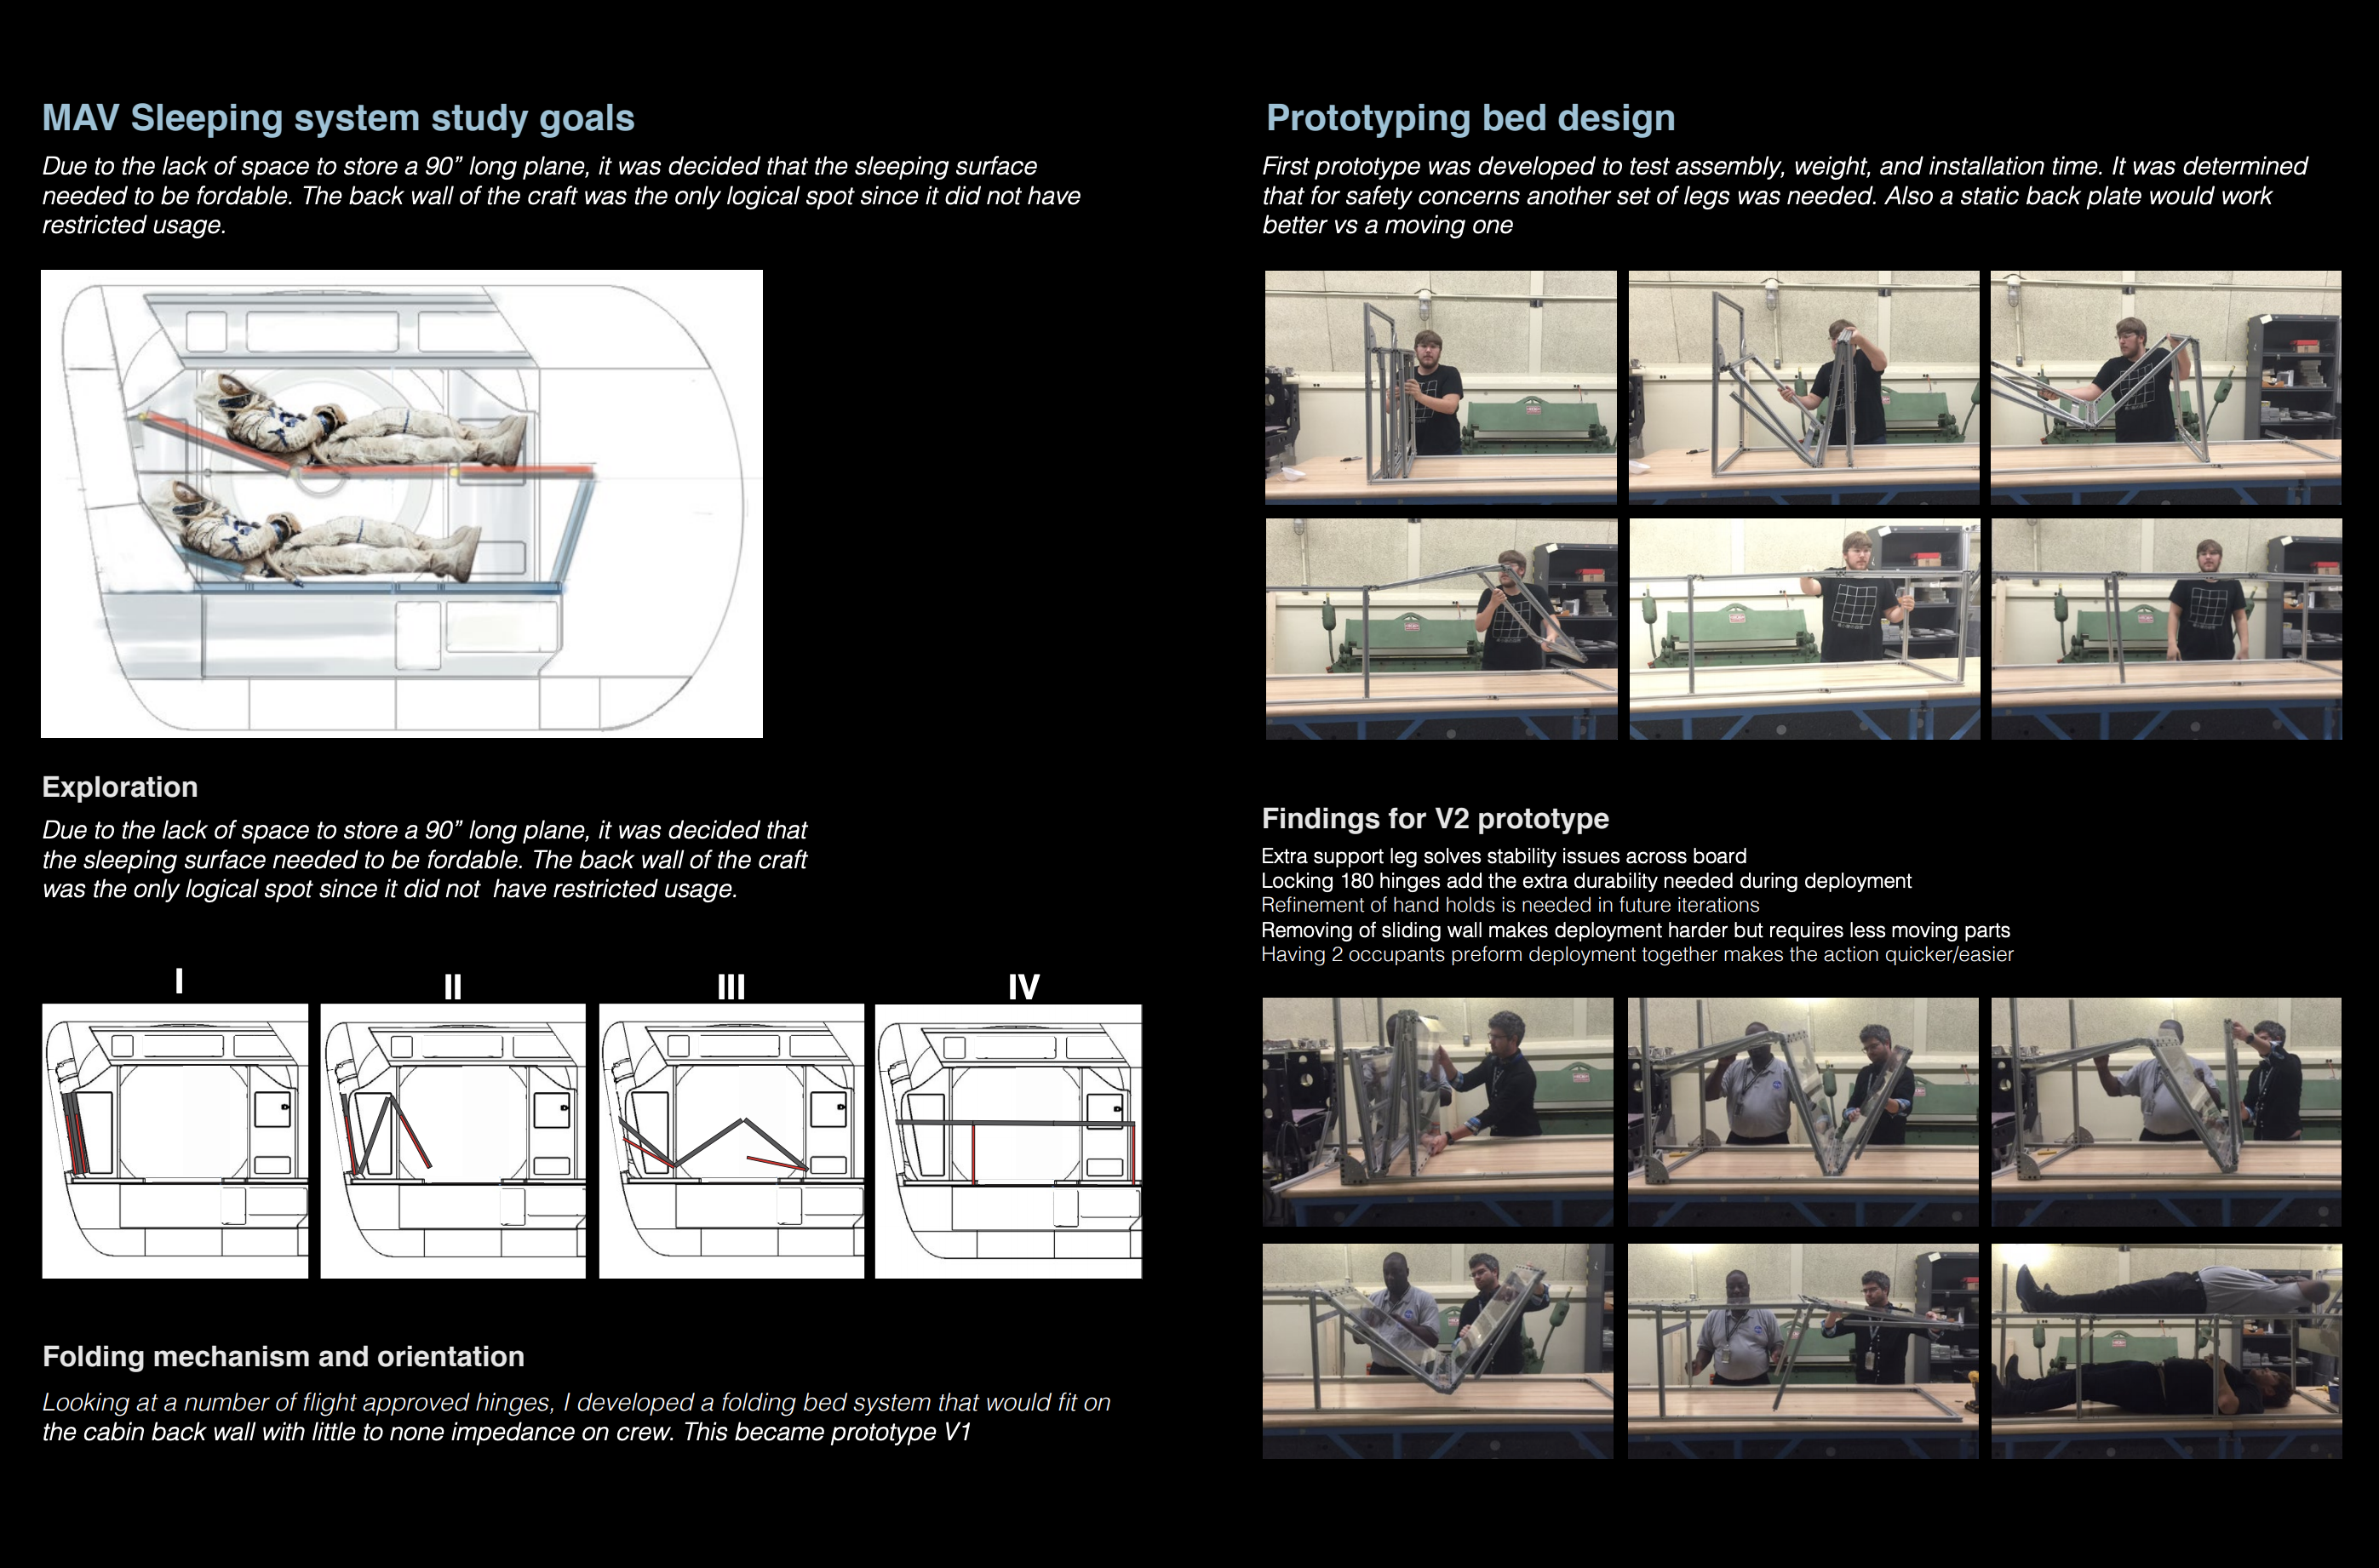 MAV Sleeping system study goals
Due to the lack of space to store a 90” long plane, it was decided that the sleeping surface
needed to be fordable. The back wall of the craft was the only logical spot since it did not have
restricted usage.
Exploration
Due to the lack of space to store a 90” long plane, it was decided that
the sleeping surface needed to be fordable. The back wall of the craft
was the only logical spot since it did not  have restricted usage.
I
II
III
IV
Folding mechanism and orientation
Looking at a number of flight approved hinges, I developed a folding bed system that would fit on
the cabin back wall with little to none impedance on crew. This became prototype V1
Prototyping bed design
First prototype was developed to test assembly, weight, and installation time. It was determined
that for safety concerns another set of legs was needed. Also a static back plate would work
better vs a moving one
Findings for V2 prototype
Extra support leg solves stability issues across board
Locking 180 hinges add the extra durability needed during deployment
Refinement of hand holds is needed in future iterations
Removing of sliding wall makes deployment harder but requires less moving parts
Having 2 occupants preform deployment together makes the action quicker/easier